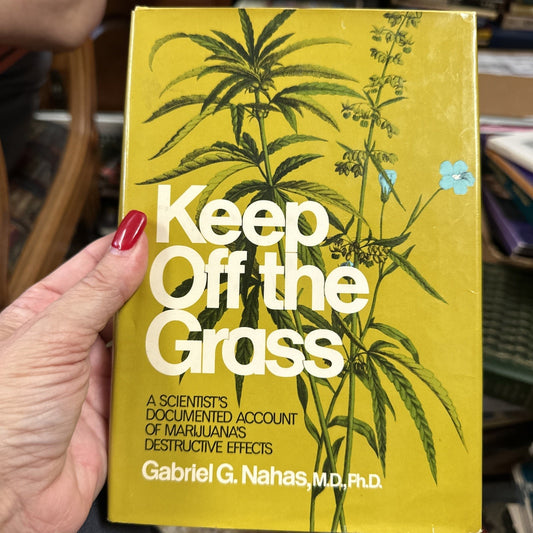 Keep
Off the
Grass
A SCIENTIST'S
DOCUMENTED ACCOUNT
OF MARIJUANA'S
DESTRUCTIVE EFFECTS
Gabriel G. Nahas, M.D., Ph.D.